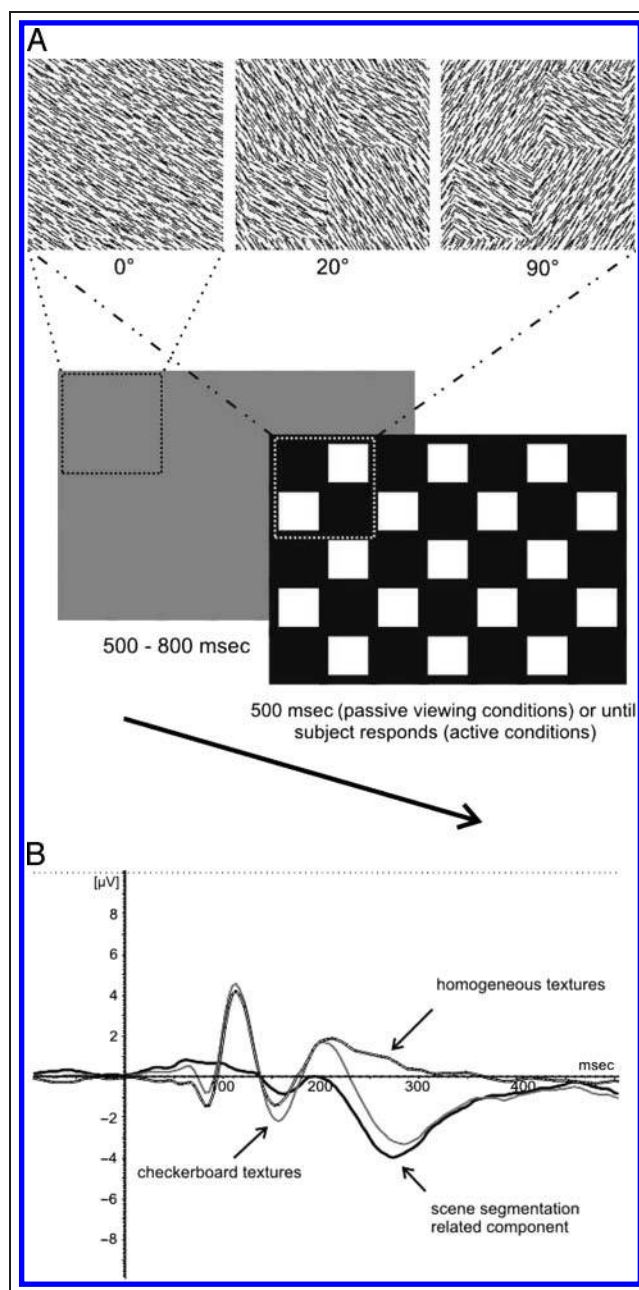 A
0° 20° 90°
500 - 800 msec
500 msec (passive viewing conditions) or until
subject responds (active conditions)
B
[µV]
8
6
4
2
0
-2
-4
-6
-8
100 200 300 400
msec
homogeneous textures
checkerboard textures
scene segmentation
related component